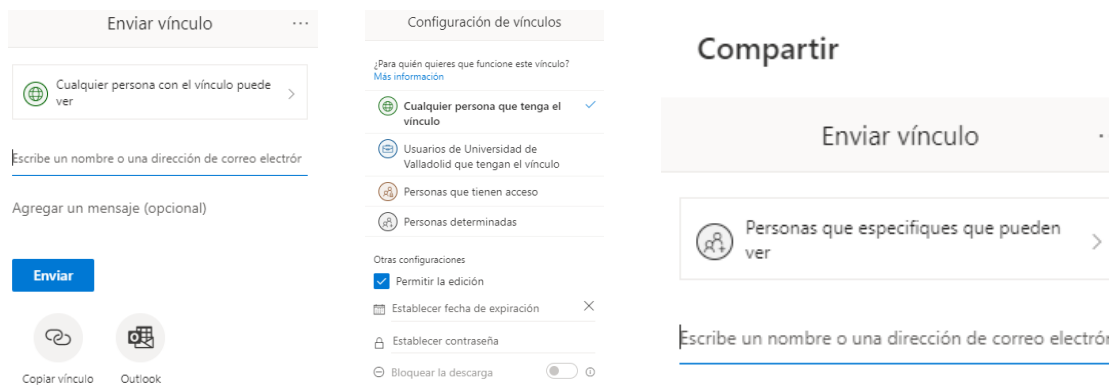 Enviar vínculo
...
Cualquier persona con el vínculo puede
ver
Escribe un nombre o una dirección de correo electrór
Agregar un mensaje (opcional)
Enviar
Copiar vínculo
Outlook
Configuración de vínculos
¿Para quién quieres que funcione este vínculo?
Más información
Cualquier persona que tenga el
vínculo
Usuarios de Universidad de
Valladolid que tengan el vínculo
Personas que tienen acceso
Personas determinadas
Otras configuraciones
Permitir la edición
Establecer fecha de expiración
Establecer contraseña
Bloquear la descarga
Compartir
Enviar vínculo
Personas que especifiques que pueden
ver
Escribe un nombre o una dirección de correo electrór